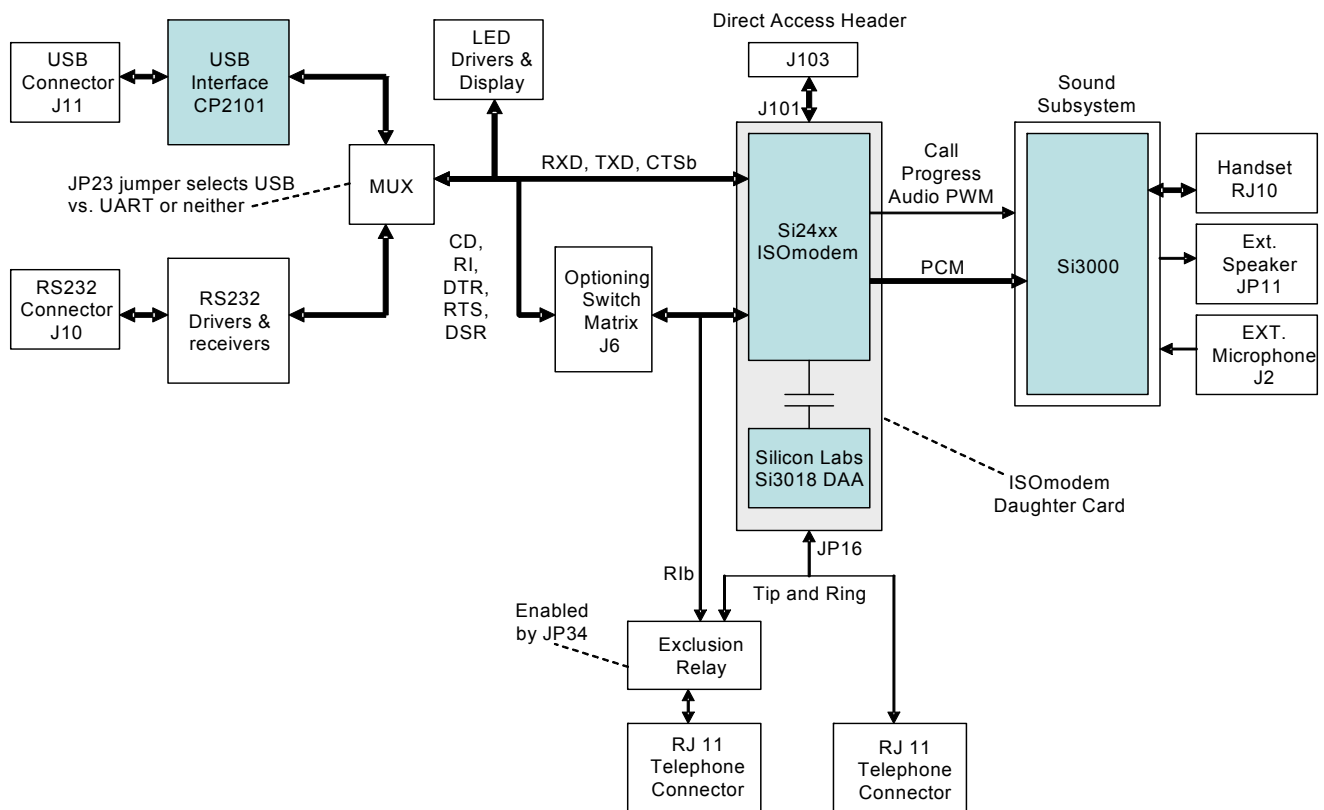 Direct Access Header
USB
Connector
J11
USB
Interface
CP2101
LED
Drivers &
Display
J103
J101
Sound
Subsystem
JP23 jumper selects USB
vs. UART or neither
MUX
RXD, TXD, CTSb
Si24xx
ISOmodem
Call
Progress
Audio PWM
PCM
Si3000
Handset
RJ10
Ext.
Speaker
JP11
EXT.
Microphone
J2
RS232
Connector
J10
RS232
Drivers &
receivers
CD,
RI,
DTR,
RTS,
DSR
Optioning
Switch
Matrix
J6
Silicon Labs
Si3018 DAA
ISOmodem
Daughter Card
JP16
RIb
Tip and Ring
Enabled
by JP34
Exclusion
Relay
RJ 11
Telephone
Connector
RJ 11
Telephone
Connector